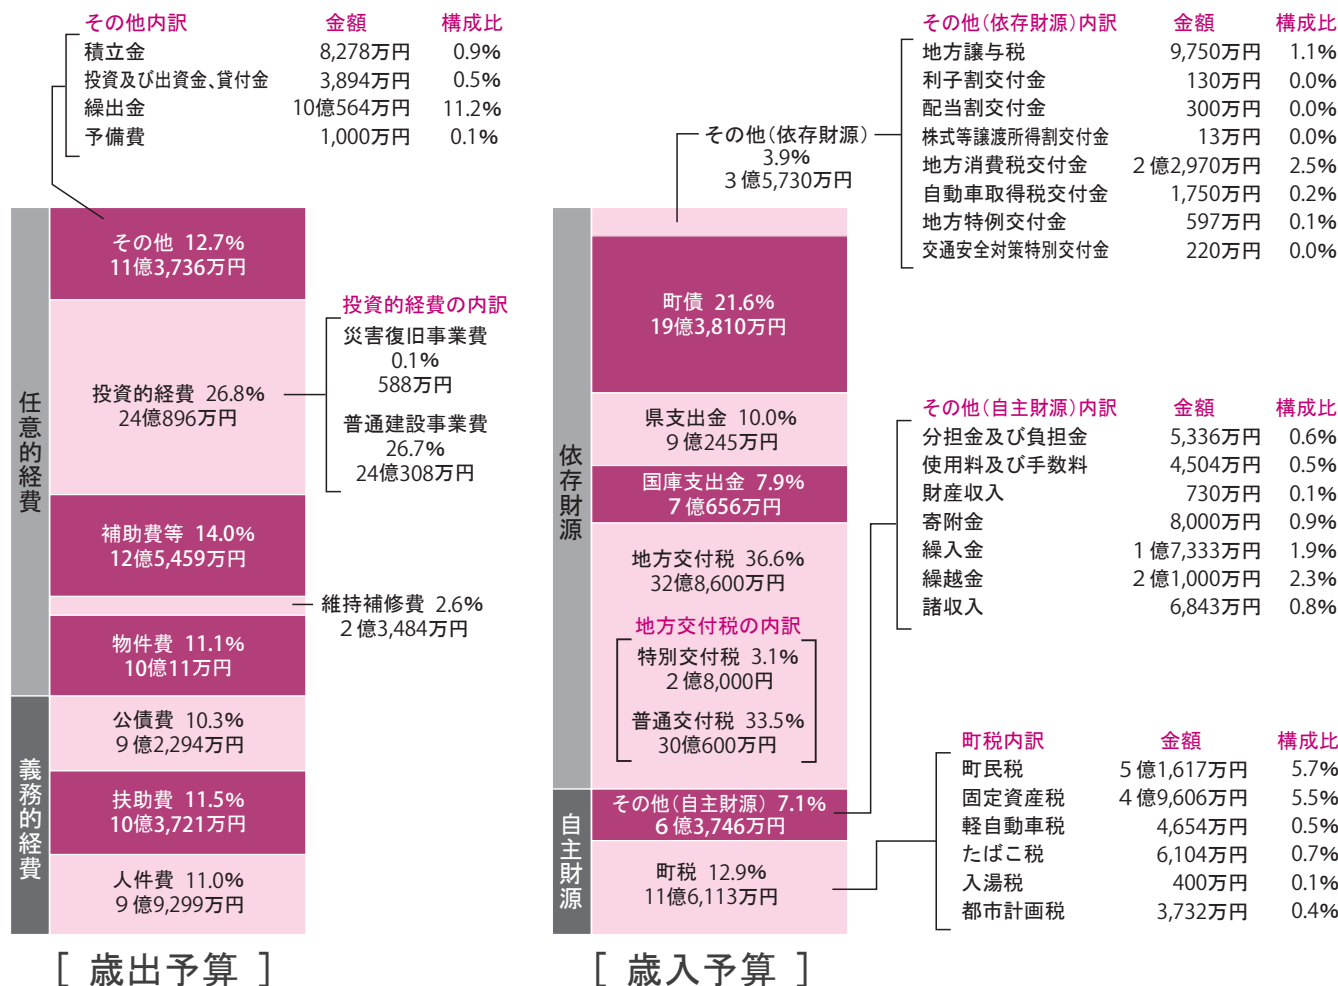 その他内訳 金額 構成比
積立金 8,278万円 0.9%
投資及び出資金、貸付金 3,894万円 0.5%
繰出金 10億564万円 11.2%
予備費 1,000万円 0.1%
任意的経費
義務的経費
その他 12.7%
11億3,736万円
投資的経費 26.8%
24億896万円
投資的経費の内訳
災害復旧事業費
0.1%
588万円
普通建設事業費
26.7%
24億308万円
補助費等 14.0%
12億5,459万円
維持補修費 2.6%
2億3,484万円
物件費 11.1%
10億11万円
公債費 10.3%
9億2,294万円
扶助費 11.5%
10億3,721万円
人件費 11.0%
9億9,299万円
[ 歳出予算 ]
その他(依存財源)
3.9%
3億5,730万円
その他(依存財源)内訳 金額 構成比
地方譲与税 9,750万円 1.1%
利子割交付金 130万円 0.0%
配当割交付金 300万円 0.0%
株式等譲渡所得割交付金 13万円 0.0%
地方消費税交付金 2億2,970万円 2.5%
自動車取得税交付金 1,750万円 0.2%
地方特例交付金 597万円 0.1%
交通安全対策特別交付金 220万円 0.0%
依存財源
自主財源
町債 21.6%
19億3,810万円
県支出金 10.0%
9億245万円
国庫支出金 7.9%
7億656万円
地方交付税 36.6%
32億8,600万円
地方交付税の内訳
特別交付税 3.1%
2億8,000円
普通交付税 33.5%
30億600万円
その他(自主財源) 7.1%
6億3,746万円
町税 12.9%
11億6,113万円
その他(自主財源)内訳 金額 構成比
分担金及び負担金 5,336万円 0.6%
使用料及び手数料 4,504万円 0.5%
財産収入 730万円 0.1%
寄附金 8,000万円 0.9%
繰入金 1億7,333万円 1.9%
繰越金 2億1,000万円 2.3%
諸収入 6,843万円 0.8%
町税内訳 金額 構成比
町民税 5億1,617万円 5.7%
固定資産税 4億9,606万円 5.5%
軽自動車税 4,654万円 0.5%
たばこ税 6,104万円 0.7%
入湯税 400万円 0.1%
都市計画税 3,732万円 0.4%
[ 歳入予算 ]